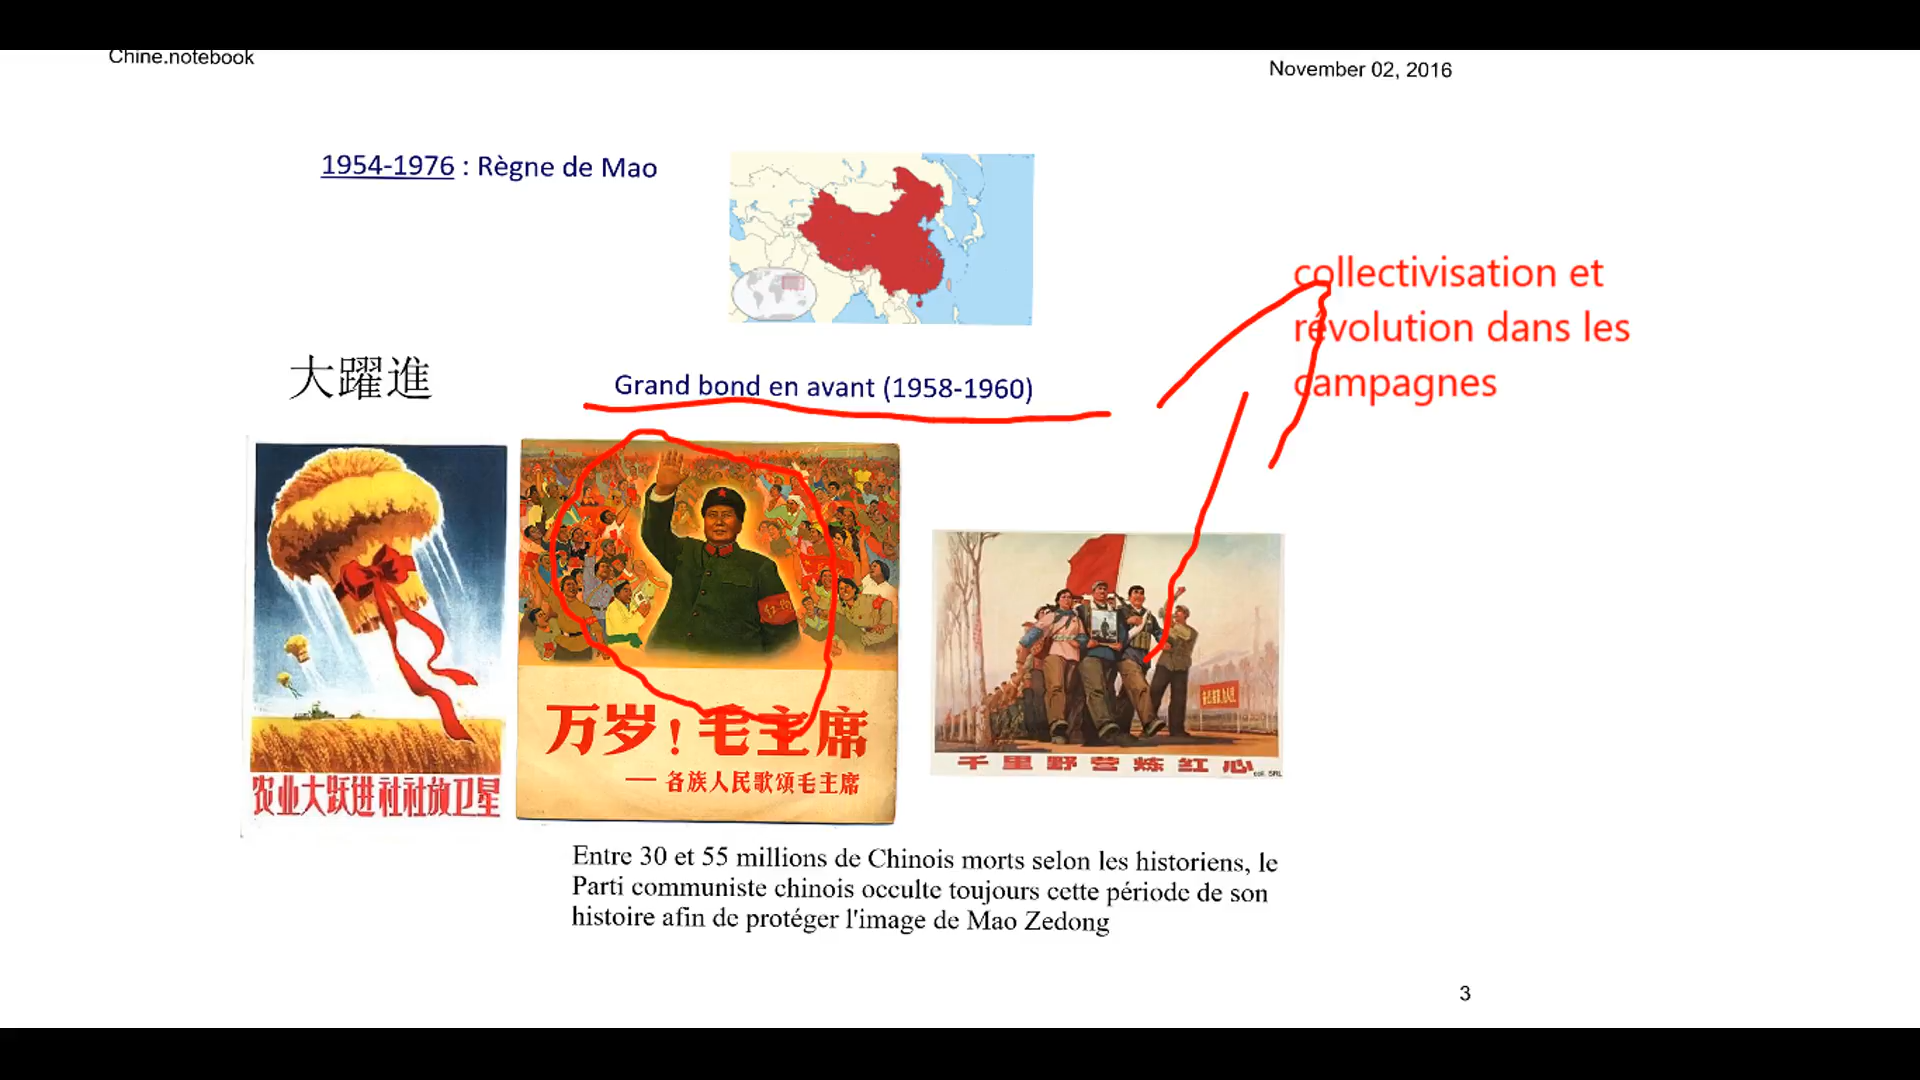 Chine.notebook
November 02, 2016
1954-1976 : Règne de Mao
collectivisation et
révolution dans les
campagnes
大躍進
Grand bond en avant (1958-1960)
农业大跃进社社放卫星
万岁！毛主席
—— 各族人民歌颂毛主席
千里野营炼红心
coll. SRL
Entre 30 et 55 millions de Chinois morts selon les historiens, le
Parti communiste chinois occulte toujours cette période de son
histoire afin de protéger l'image de Mao Zedong
3